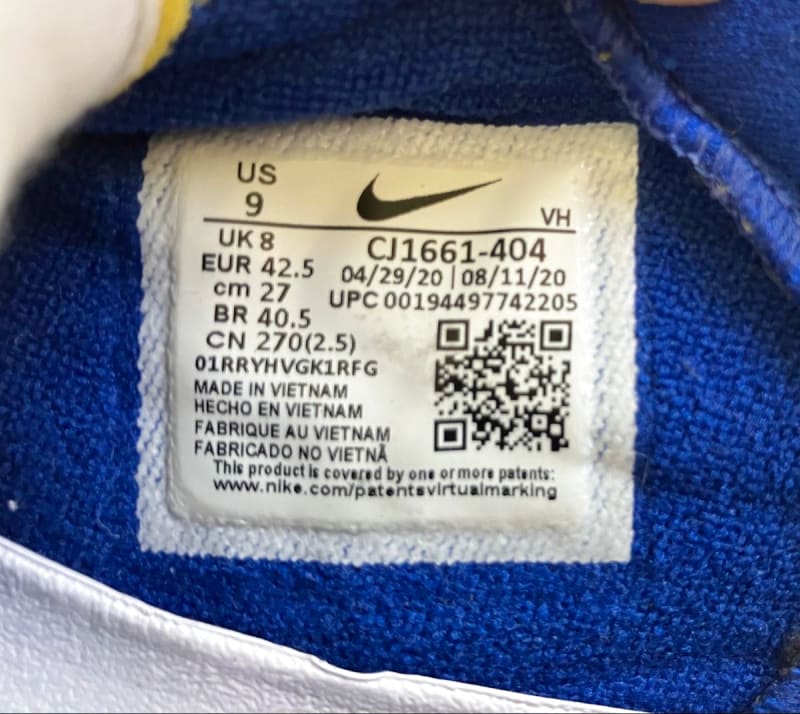 US
9
VH
UK 8
EUR 42.5
cm 27
BR 40.5
CN 270(2.5)
CJ1661-404
04/29/20 | 08/11/20
UPC 00194497742205
01RRYHVGK1RFG
MADE IN VIETNAM
HECHO EN VIETNAM
FABRIQUE AU VIETNAM
FABRICADO NO VIETNÃ
This product is covered by one or more patents:
www.nike.com/patentsvirtualmarking